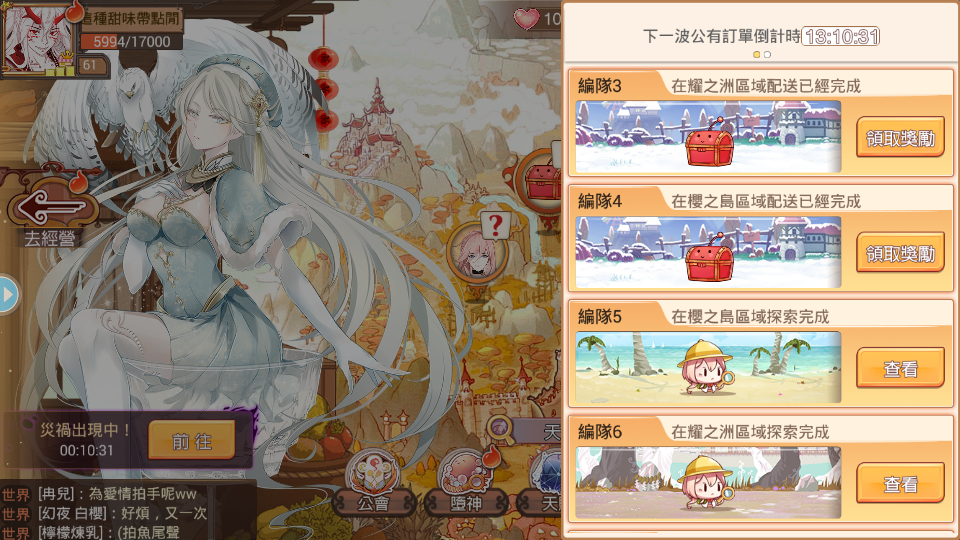 這種甜味帶點閒
5994/17000
61
10
去經營
災禍出現中！
00:10:31
前往
世界 [冉兒]：為愛情拍手呢ww
世界 [幻夜 白櫻]：好煩，又一次
世界 [檸檬煉乳]：(拍魚尾聲
公會
墮神
天
天
下一波公有訂單倒計時13:10:31
編隊3 在耀之洲區域配送已經完成
領取獎勵
編隊4 在櫻之島區域配送已經完成
領取獎勵
編隊5 在櫻之島區域探索完成
查看
編隊6 在耀之洲區域探索完成
查看